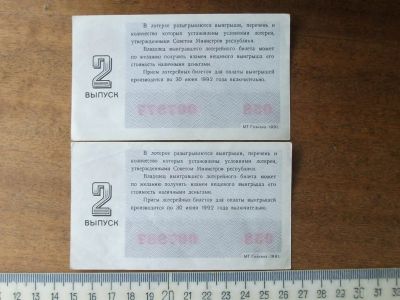 2
ВЫПУСК
В лотерее разыгрываются выигрыши, перечень и
количество которых установлены условиями лотереи,
утвержденными Советом Министров республики.
Владелец выигравшего лотерейного билета может
по желанию получить взамен вещевого выигрыша его
стоимость наличными деньгами.
Прием лотерейных билетов для оплаты выигрышей
производится по 30 июня 1992 года включительно.
МТ Гознака 1991.
2
ВЫПУСК
В лотерее разыгрываются выигрыши, перечень и
количество которых установлены условиями лотереи,
утвержденными Советом Министров республики.
Владелец выигравшего лотерейного билета может
по желанию получить взамен вещевого выигрыша его
стоимость наличными деньгами.
Прием лотерейных билетов для оплаты выигрышей
производится по 30 июня 1992 года включительно.
МТ Гознака 1991.